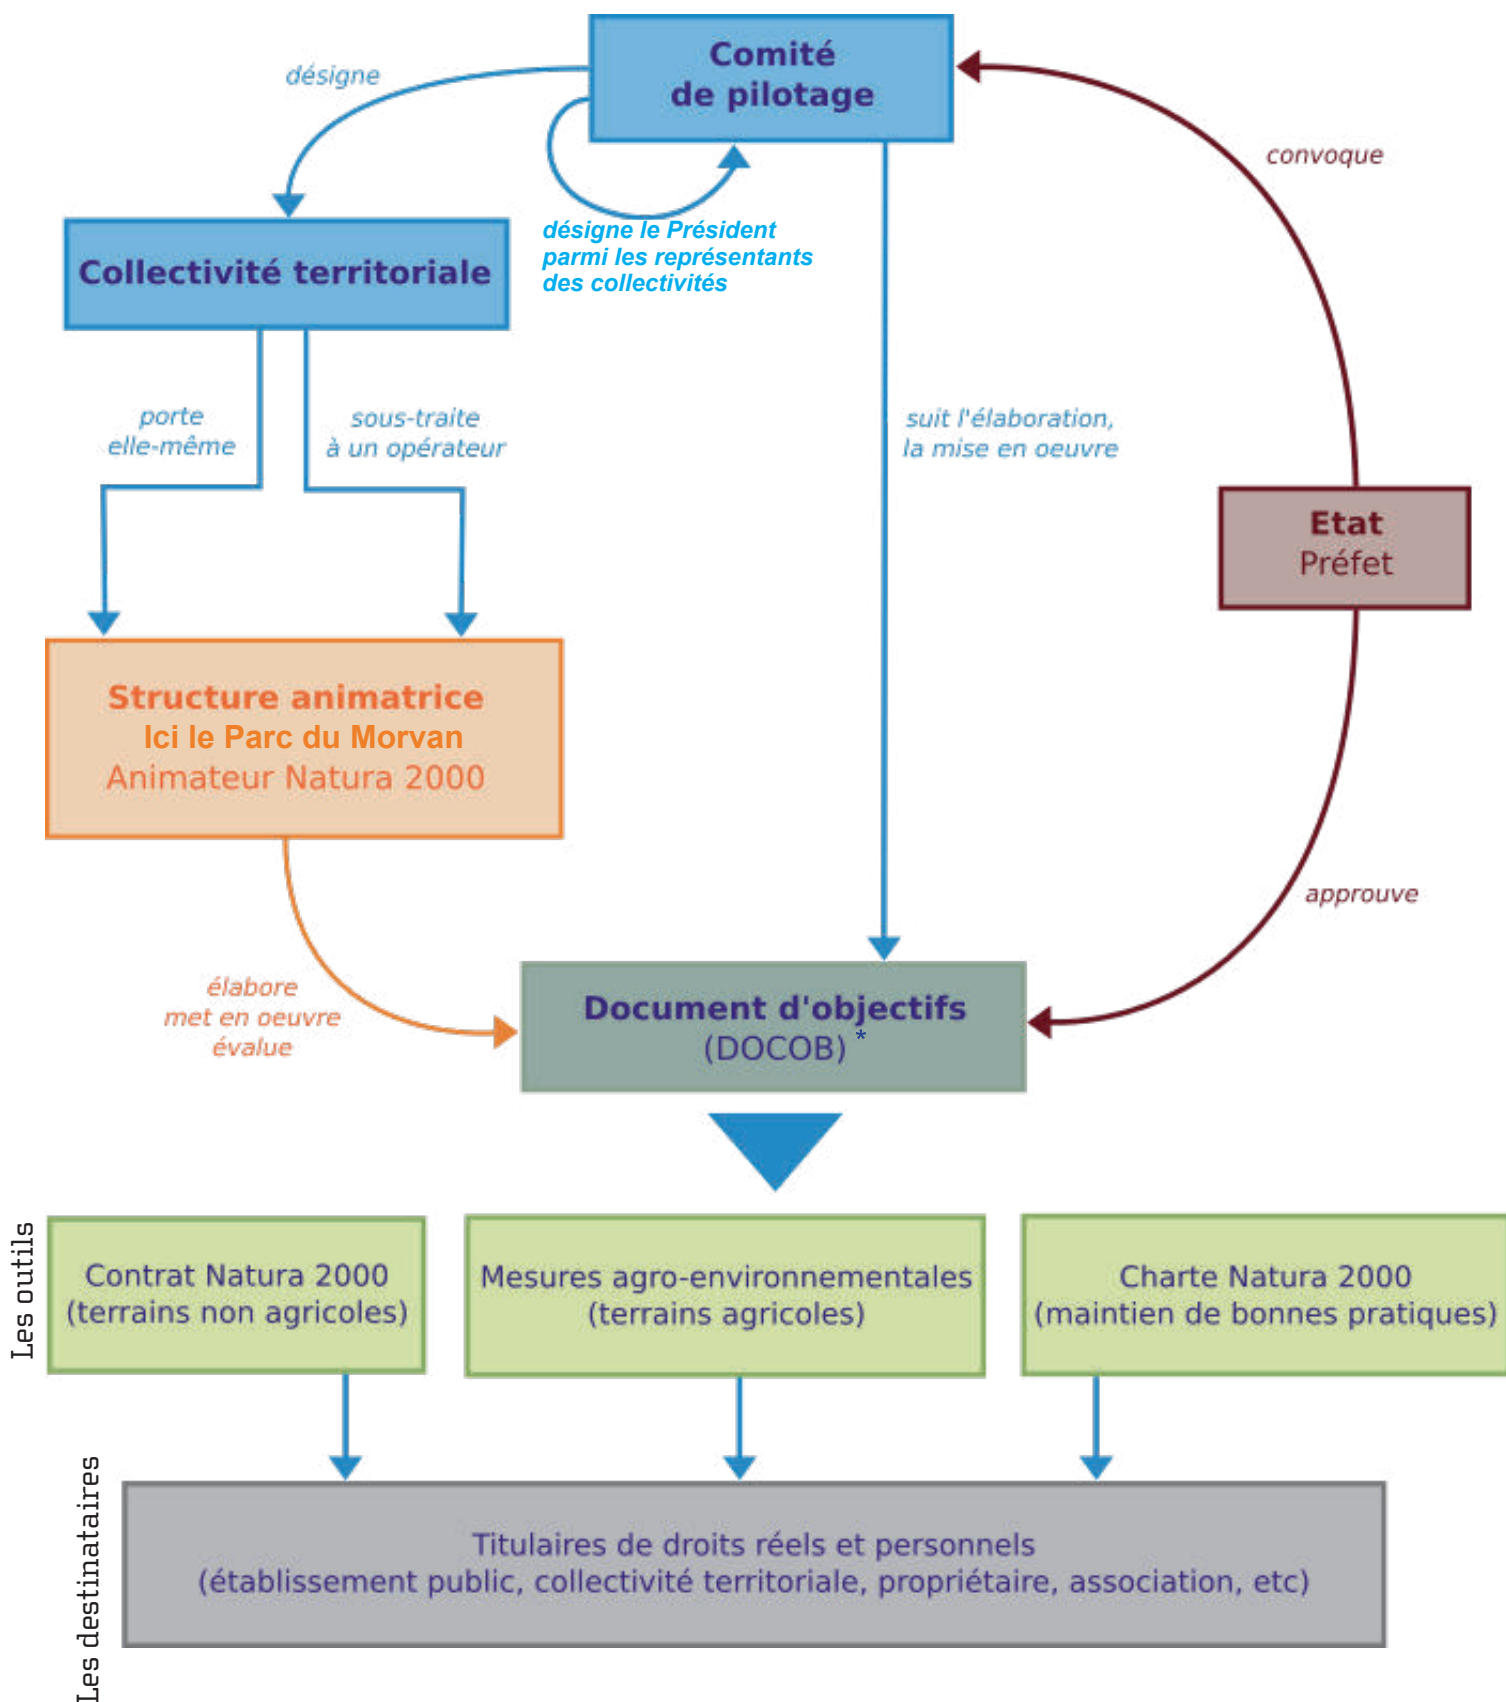 Comité
de pilotage
désigne
convoque
désigne le Président
parmi les représentants
des collectivités
Collectivité territoriale
porte
elle-même
sous-traite
à un opérateur
suit l'élaboration,
la mise en oeuvre
Etat
Préfet
Structure animatrice
Ici le Parc du Morvan
Animateur Natura 2000
approuve
élabore
met en oeuvre
évalue
Document d'objectifs
(DOCOB) *
Les outils
Contrat Natura 2000
(terrains non agricoles)
Mesures agro-environnementales
(terrains agricoles)
Charte Natura 2000
(maintien de bonnes pratiques)
Les destinataires
Titulaires de droits réels et personnels
(établissement public, collectivité territoriale, propriétaire, association, etc)